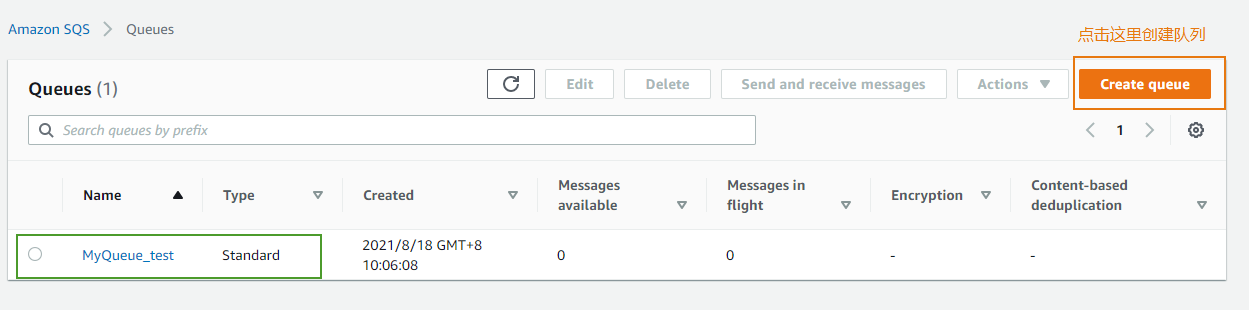 Amazon SQS > Queues
点击这里创建队列
Queues (1)
Edit
Delete
Send and receive messages
Actions
Create queue
Search queues by prefix
1
Name
Type
Created
Messages available
Messages in flight
Encryption
Content-based deduplication
MyQueue_test
Standard
2021/8/18 GMT+8
10:06:08
0
0
-
-